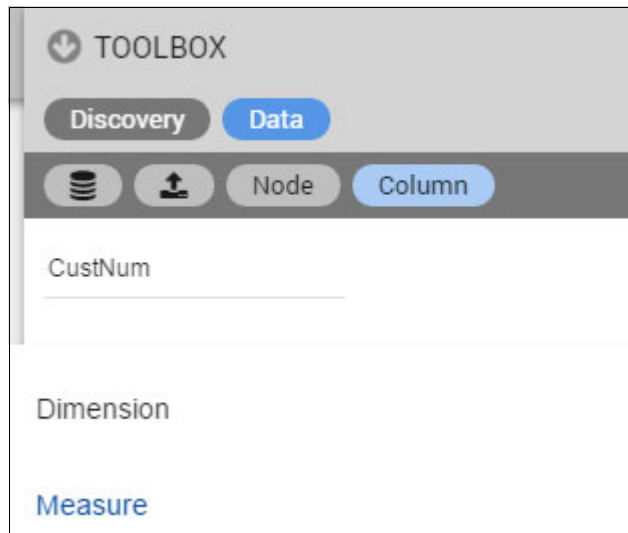 TOOLBOX
Discovery Data
Node Column
CustNum
Dimension
Measure